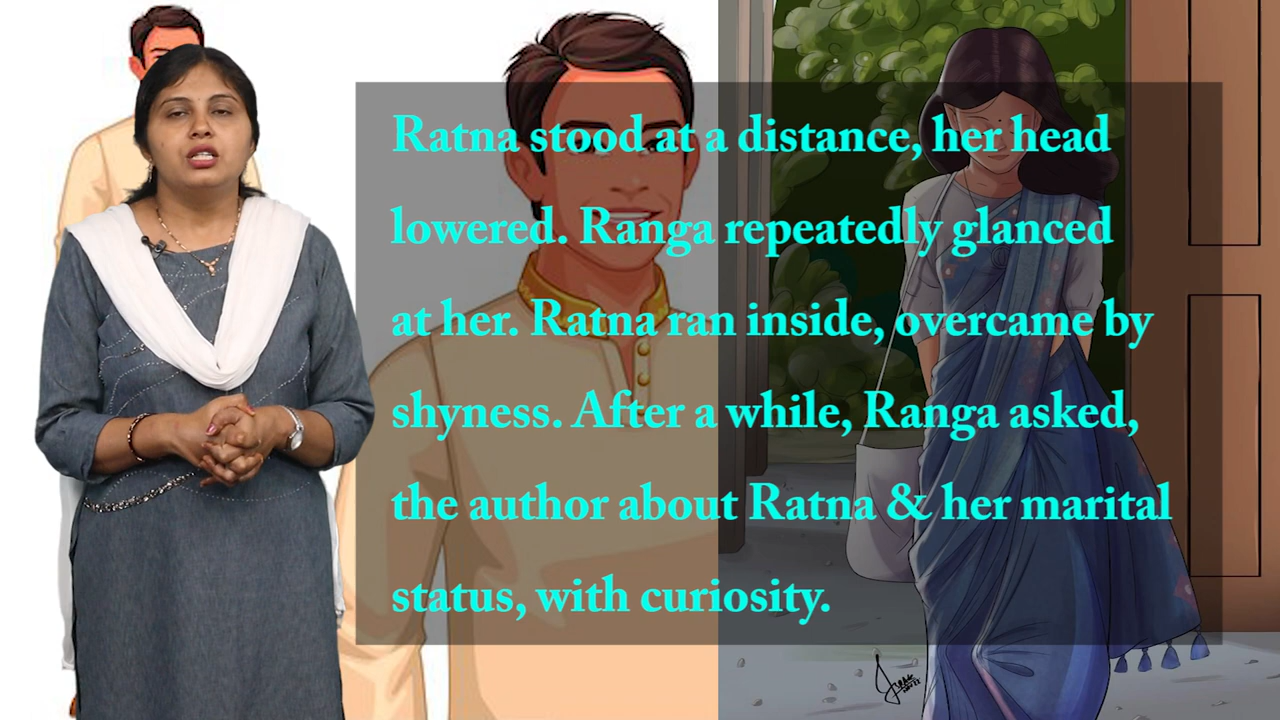 Ratna stood at a distance, her head
lowered. Ranga repeatedly glanced
at her. Ratna ran inside, overcame by
shyness. After a while, Ranga asked,
the author about Ratna & her marital
status, with curiosity.